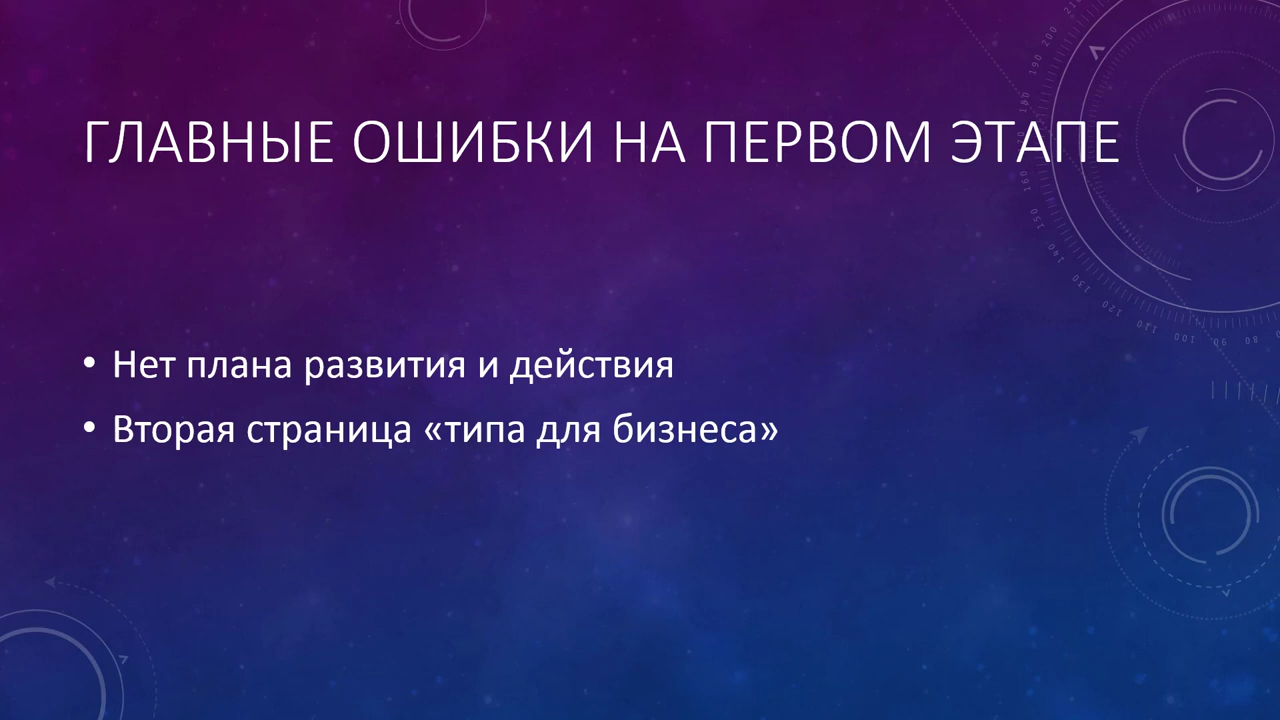 ГЛАВНЫЕ ОШИБКИ НА ПЕРВОМ ЭТАПЕ
• Нет плана развития и действия
• Вторая страница «типа для бизнеса»